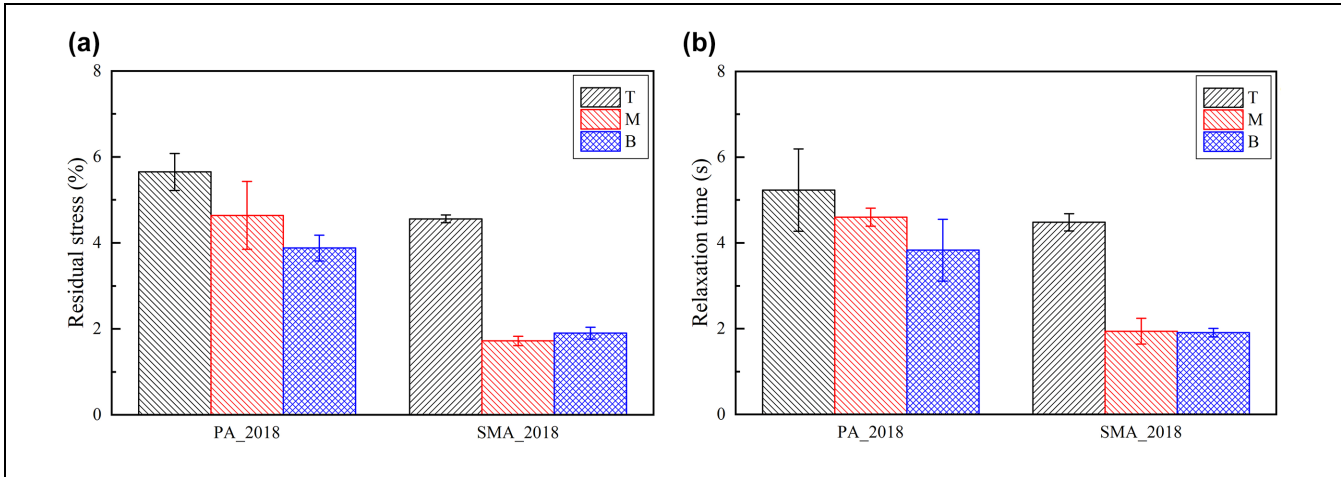 (a)
Residual stress (%)
8
6
4
2
0
T
M
B
PA_2018
SMA_2018
(b)
Relaxation time (s)
8
6
4
2
0
T
M
B
PA_2018
SMA_2018